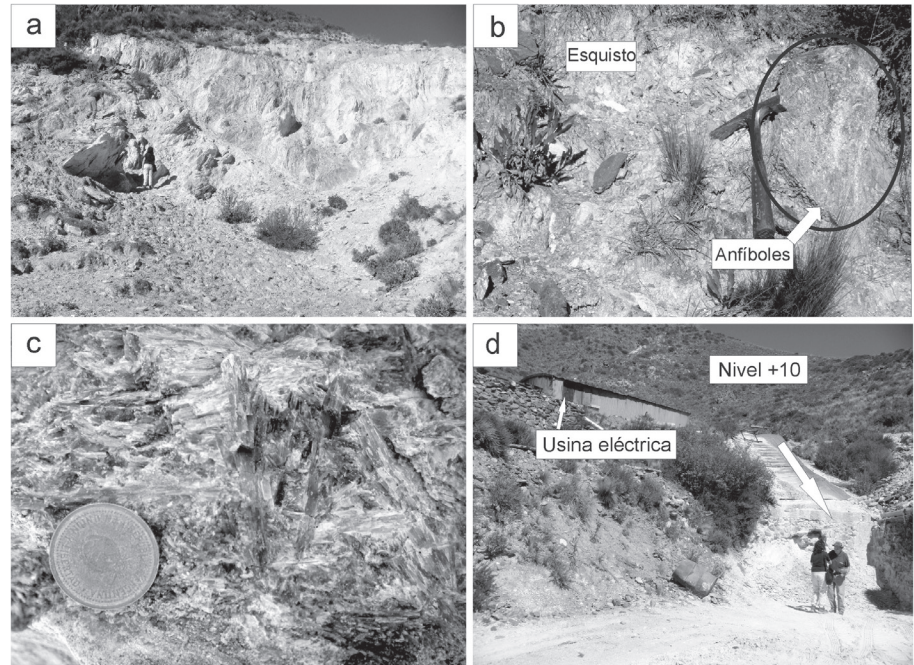 a
b
Esquisto
Anfíboles
c
d
Nivel +10
Usina eléctrica